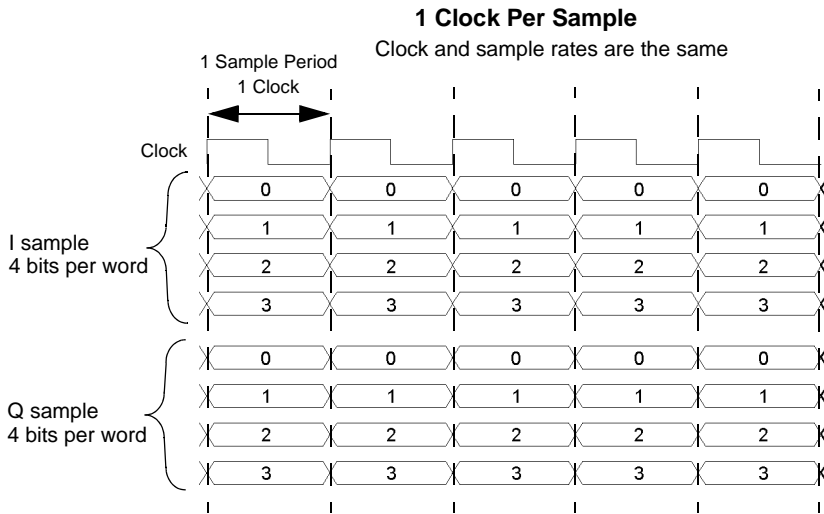 1 Clock Per Sample
Clock and sample rates are the same
1 Sample Period
1 Clock
Clock
0 0 0 0 0
1 1 1 1 1
I sample
4 bits per word
2 2 2 2 2
3 3 3 3 3
0 0 0 0 0
1 1 1 1 1
Q sample
4 bits per word
2 2 2 2 2
3 3 3 3 3